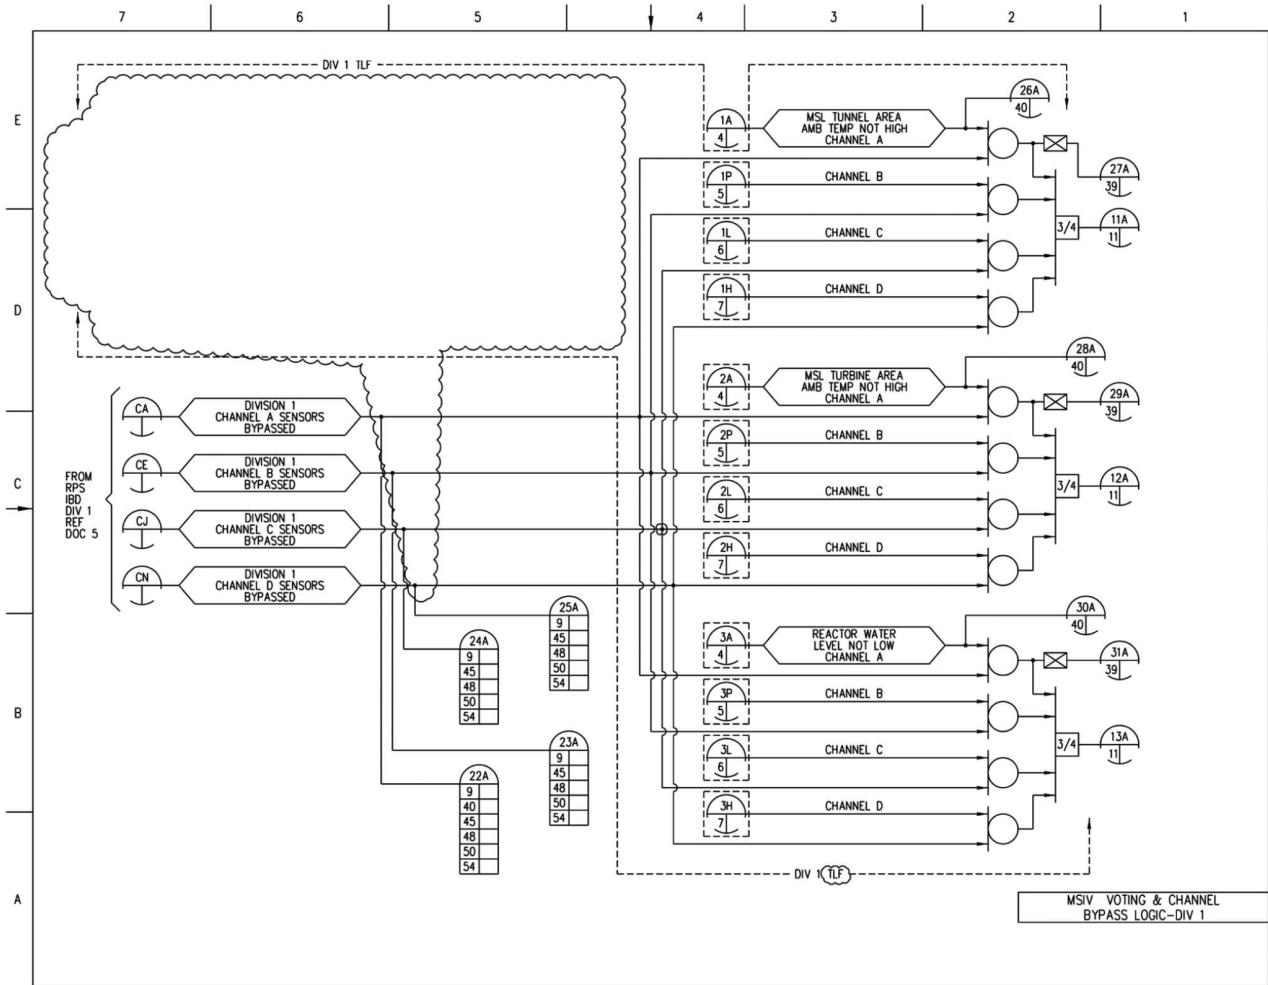 7 6 5 4 3 2 1
E
D
C
B
A
DIV 1 TLF
1A
4
MSL TUNNEL AREA
AMB TEMP NOT HIGH
CHANNEL A
26A
40
1P
5
CHANNEL B
27A
39
1L
6
CHANNEL C
3/4
11A
11
1H
7
CHANNEL D
2A
4
MSL TURBINE AREA
AMB TEMP NOT HIGH
CHANNEL A
28A
40
29A
39
2P
5
CHANNEL B
2L
6
CHANNEL C
3/4
12A
11
2H
7
CHANNEL D
FROM
RPS
IBD
DIV 1
REF
DOC 5
CA
DIVISION 1
CHANNEL A SENSORS
BYPASSED
CE
DIVISION 1
CHANNEL B SENSORS
BYPASSED
CJ
DIVISION 1
CHANNEL C SENSORS
BYPASSED
CN
DIVISION 1
CHANNEL D SENSORS
BYPASSED
25A
9
45
48
50
54
24A
9
45
48
50
54
23A
9
45
48
50
54
22A
9
40
45
48
50
54
3A
4
REACTOR WATER
LEVEL NOT LOW
CHANNEL A
30A
40
31A
39
3P
5
CHANNEL B
3L
6
CHANNEL C
3/4
13A
11
3H
7
CHANNEL D
DIV 1 TLF
MSIV VOTING & CHANNEL
BYPASS LOGIC-DIV 1